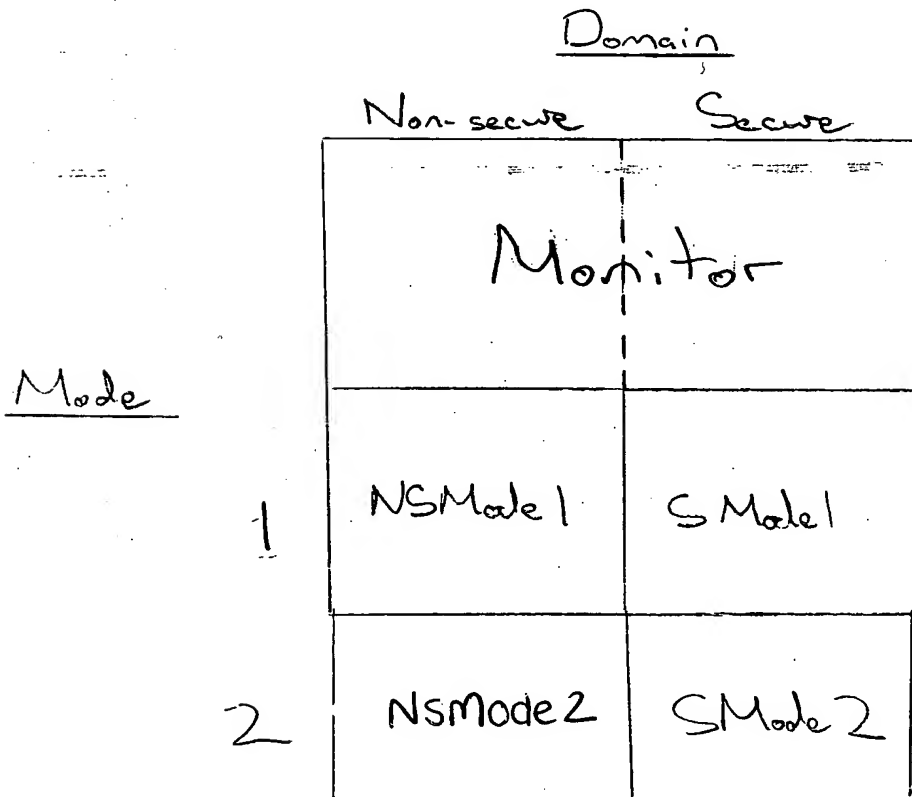 Domain
Non-secure Secure
Monitor
Mode
1 NSMode1 SMode1
2 NSMode2 SMode2